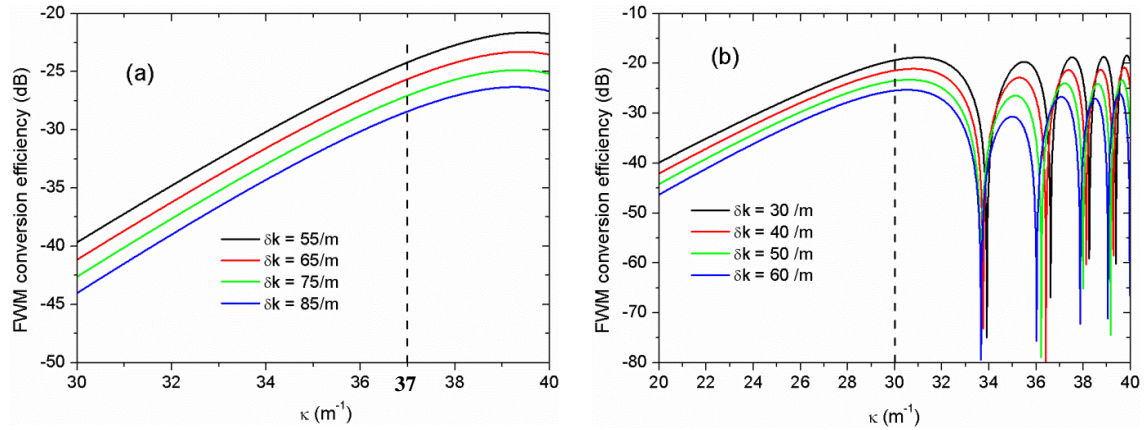 -20
-25
-30
-35
-40
-45
-50
FWM conversion efficiency (dB)
(a)
δk = 55/m
δk = 65/m
δk = 75/m
δk = 85/m
30 32 34 36 37 38 40
κ (m⁻¹)
-10
-20
-30
-40
-50
-60
-70
-80
FWM conversion efficiency (dB)
(b)
δk = 30 /m
δk = 40 /m
δk = 50 /m
δk = 60 /m
20 22 24 26 28 30 32 34 36 38 40
κ (m⁻¹)